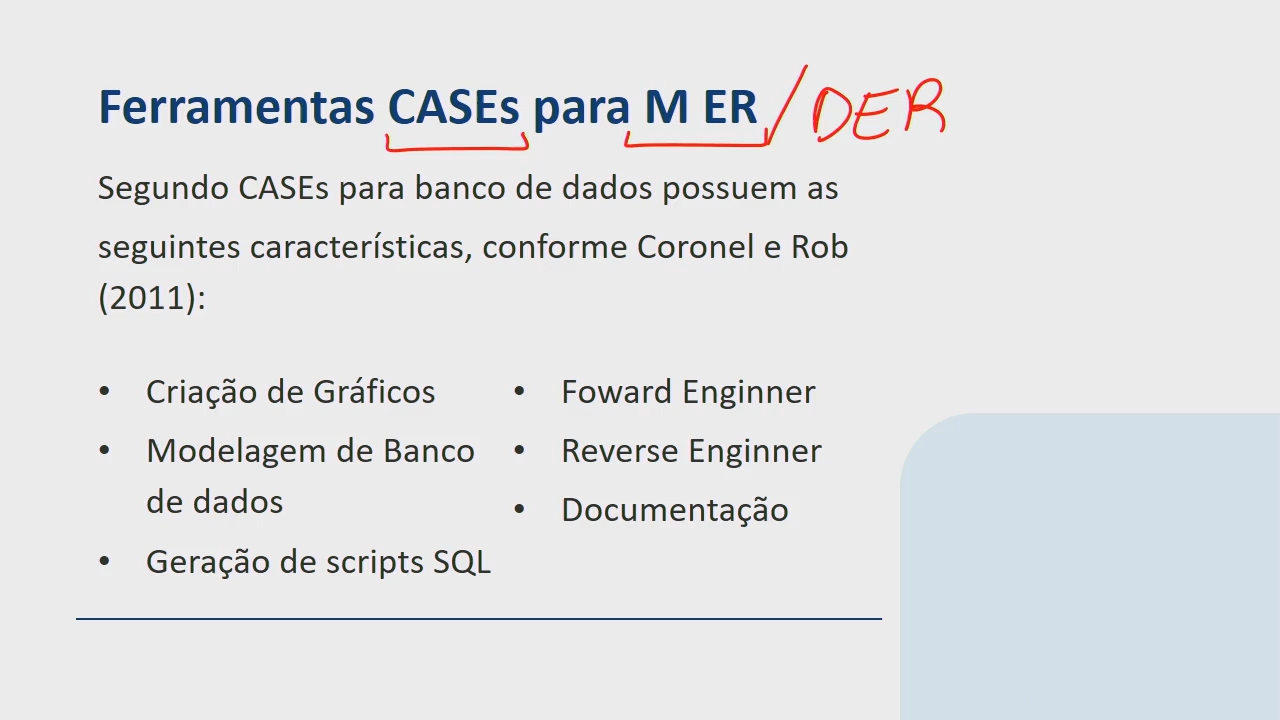 Ferramentas CASEs para M ER /DER
Segundo CASEs para banco de dados possuem as
seguintes características, conforme Coronel e Rob
(2011):
• Criação de Gráficos
• Modelagem de Banco
de dados
• Geração de scripts SQL
• Foward Enginner
• Reverse Enginner
• Documentação